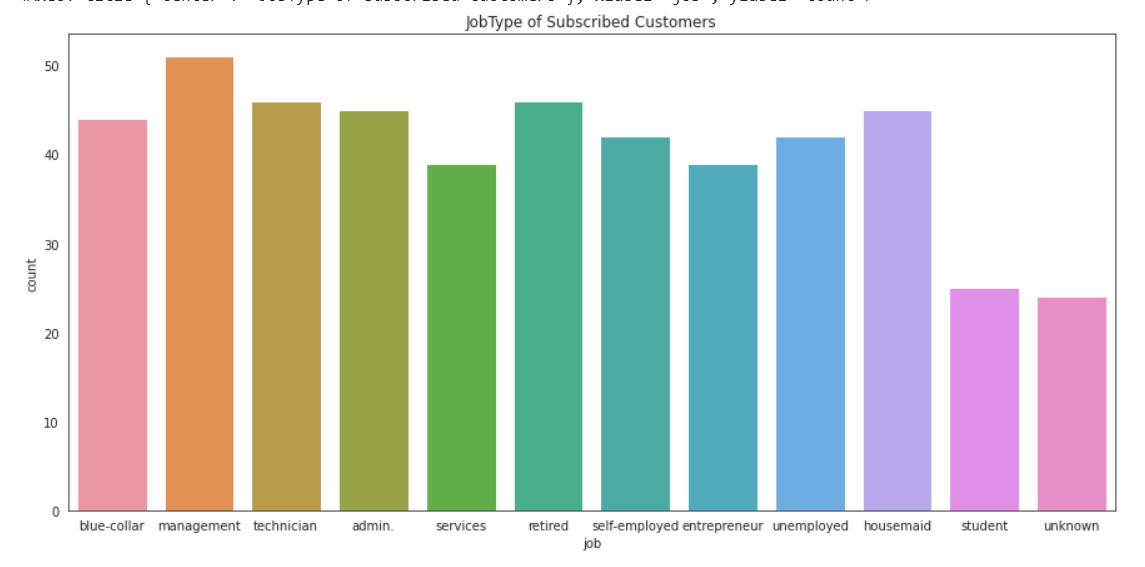 JobType of Subscribed Customers
50
40
30
20
10
0
count
blue-collar management technician admin. services retired self-employed entrepreneur unemployed housemaid student unknown
job